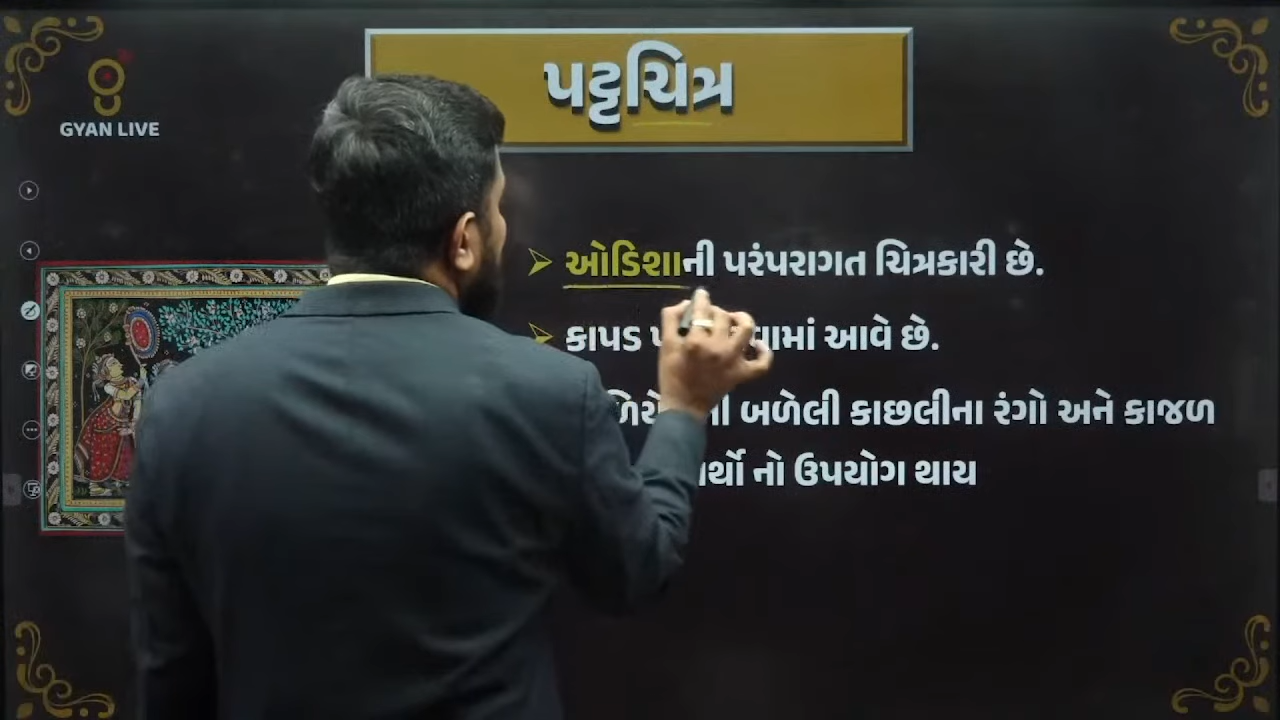 પટ્ટચિત્ર
GYAN LIVE
ઓડિશાની પરંપરાગત ચિત્રકારી છે.
કાપડ આવે છે.
બળેલી કાછલીના રંગો અને કાજળ
નો ઉપયોગ થાય